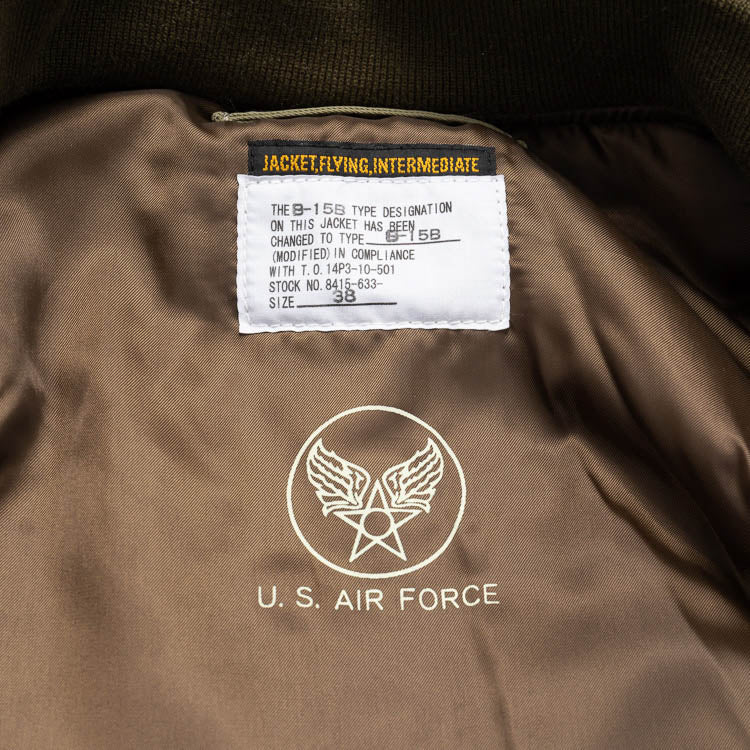 JACKET,FLYING,INTERMEDIATE
THE B-15B TYPE DESIGNATION
ON THIS JACKET HAS BEEN
CHANGED TO TYPE B-15B
(MODIFIED) IN COMPLIANCE
WITH T.O.14P3-10-501
STOCK NO.8415-633-
SIZE 38
U. S. AIR FORCE